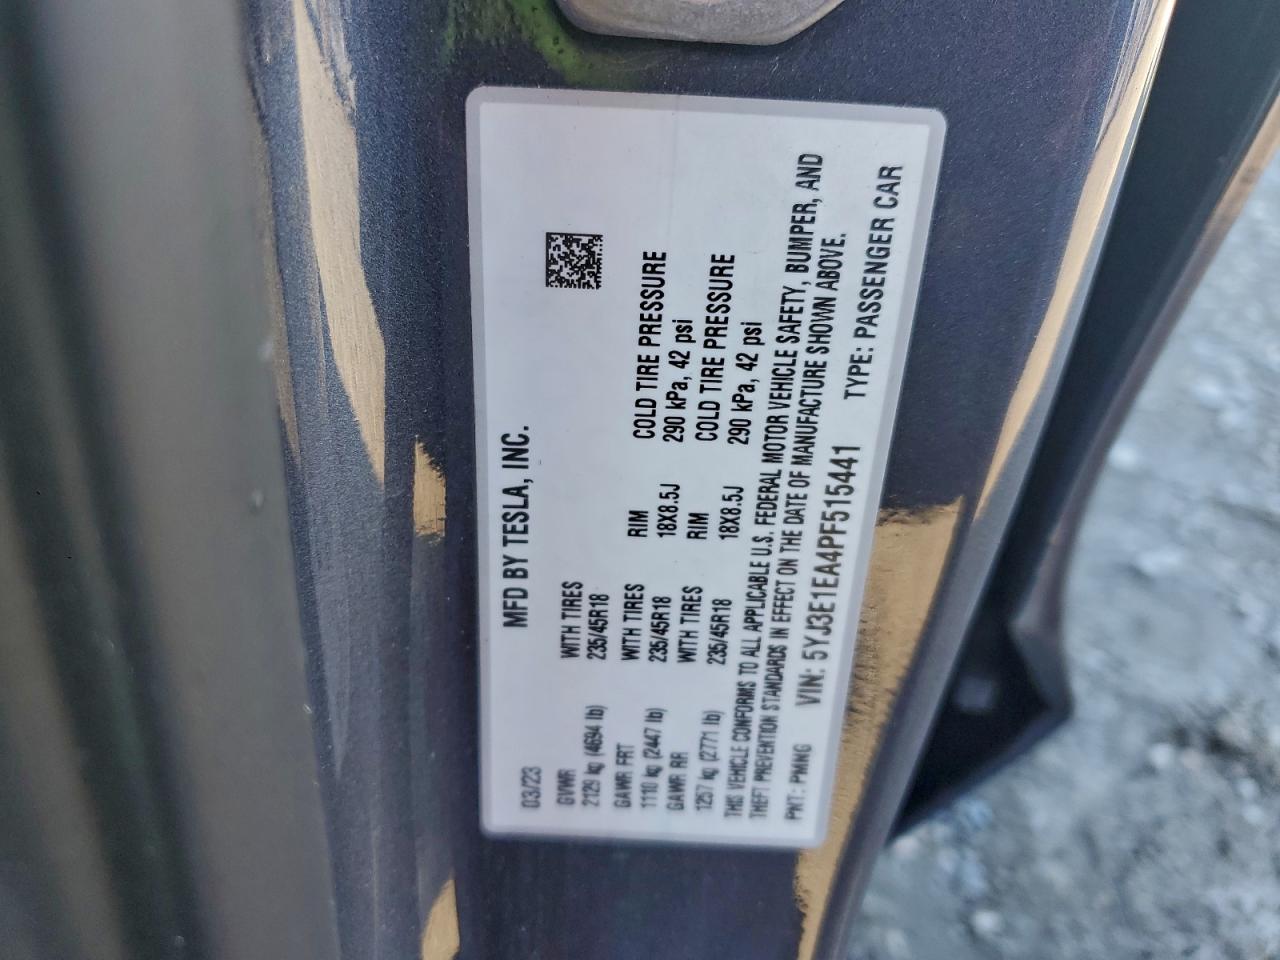 MFD BY TESLA, INC.
03/23
GVWR WITH TIRES
2129 kg (4694 lb) 235/45R18
GAWR FRT WITH TIRES RIM COLD TIRE PRESSURE
1110 kg (2447 lb) 235/45R18 18X8.5J 290 kPa, 42 psi
GAWR RR WITH TIRES RIM COLD TIRE PRESSURE
1257 kg (2771 lb) 235/45R18 18X8.5J 290 kPa, 42 psi
THIS VEHICLE CONFORMS TO ALL APPLICABLE U.S. FEDERAL MOTOR VEHICLE SAFETY, BUMPER, AND
THEFT PREVENTION STANDARDS IN EFFECT ON THE DATE OF MANUFACTURE SHOWN ABOVE.
PNT: PMNG VIN: 5YJ3E1EA4PF515441 TYPE: PASSENGER CAR